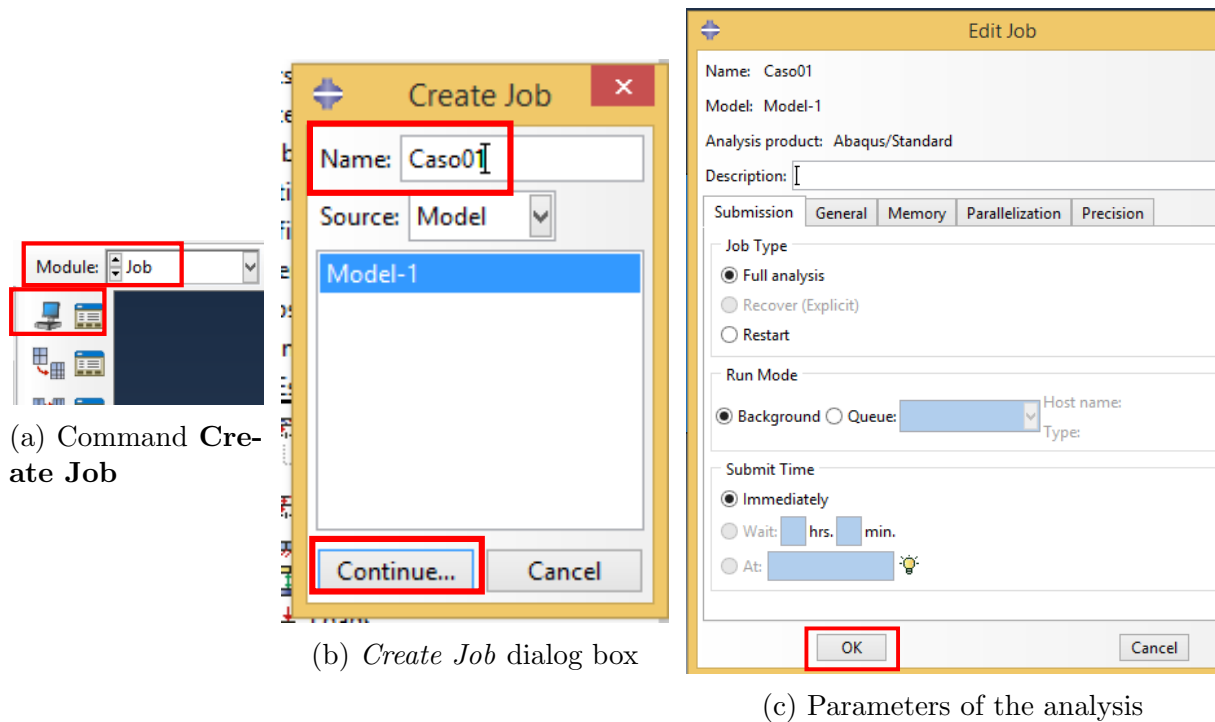 Module: Job
(a) Command Cre-
ate Job
Create Job
Name: Caso01
Source: Model
Model-1
Continue... Cancel
(b) Create Job dialog box
Edit Job
Name: Caso01
Model: Model-1
Analysis product: Abaqus/Standard
Description:
Submission General Memory Parallelization Precision
Job Type
Full analysis
Recover (Explicit)
Restart
Run Mode
Background Queue: Host name:
Type:
Submit Time
Immediately
Wait: hrs. min.
At:
OK Cancel
(c) Parameters of the analysis